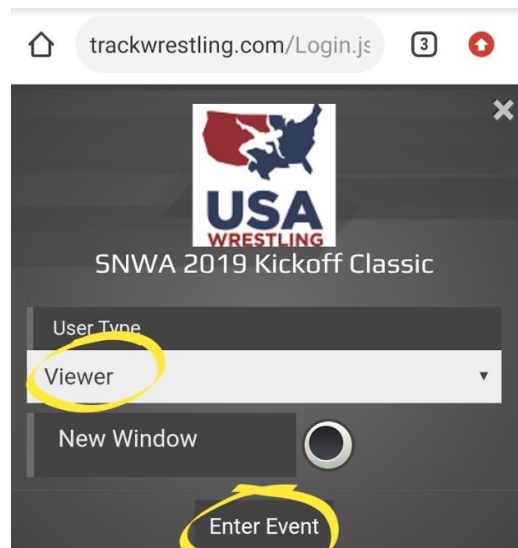 trackwrestling.com/Login.js
3
USA
WRESTLING
SNWA 2019 Kickoff Classic
User Type
Viewer
New Window
Enter Event